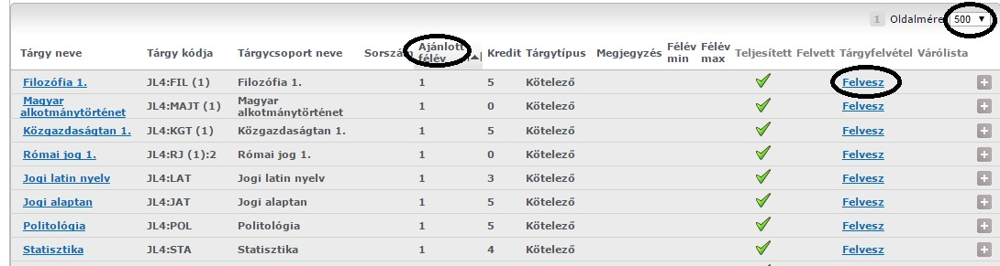 1 Oldalmére 500
Tárgy neve Tárgy kódja Tárgycsoport neve Sorszám Ajánlott félév Kredit Tárgytípus Megjegyzés Félév min Félév max Teljesített Felvett Tárgyfelvétel Várólista
Filozófia 1. JL4:FIL (1) Filozófia 1. 1 5 Kötelező Felvesz
Magyar alkotmánytörténet JL4:MAJT (1) Magyar alkotmánytörténet 1 0 Kötelező Felvesz
Közgazdaságtan 1. JL4:KGT (1) Közgazdaságtan 1. 1 5 Kötelező Felvesz
Római jog 1. JL4:RJ (1):2 Római jog 1. 1 0 Kötelező Felvesz
Jogi latin nyelv JL4:LAT Jogi latin nyelv 1 3 Kötelező Felvesz
Jogi alaptan JL4:JAT Jogi alaptan 1 5 Kötelező Felvesz
Politológia JL4:POL Politológia 1 5 Kötelező Felvesz
Statisztika JL4:STA Statisztika 1 4 Kötelező Felvesz